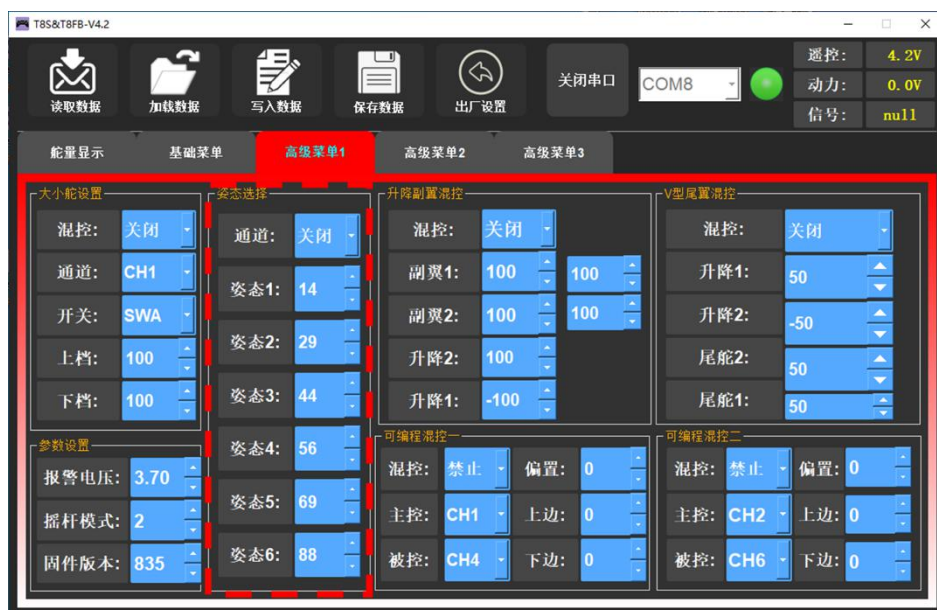 T8S&T8FB-V4.2
读取数据 加载数据 写入数据 保存数据 出厂设置 关闭串口 COM8
遥控: 4.2V
动力: 0.0V
信号: null
舵量显示 基础菜单 高级菜单1 高级菜单2 高级菜单3
大小舵设置
混控: 关闭
通道: CH1
开关: SWA
上档: 100
下档: 100
参数设置
报警电压: 3.70
摇杆模式: 2
固件版本: 835
姿态选择
通道: 关闭
姿态1: 14
姿态2: 29
姿态3: 44
姿态4: 56
姿态5: 69
姿态6: 88
升降副翼混控
混控: 关闭
副翼1: 100 100
副翼2: 100 100
升降2: 100
升降1: -100
V型尾翼混控
混控: 关闭
升降1: 50
升降2: -50
尾舵2: 50
尾舵1: 50
可编程混控一
混控: 禁止 偏置: 0
主控: CH1 上边: 0
被控: CH4 下边: 0
可编程混控二
混控: 禁止 偏置: 0
主控: CH2 上边: 0
被控: CH6 下边: 0